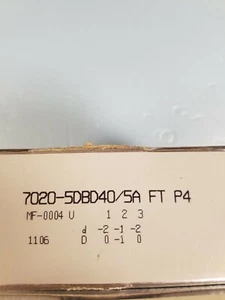 7020-5DBD40/5A FT P4
MF-0004 U 1 2 3
d -2 -1 -2
1106 D 0 -1 0